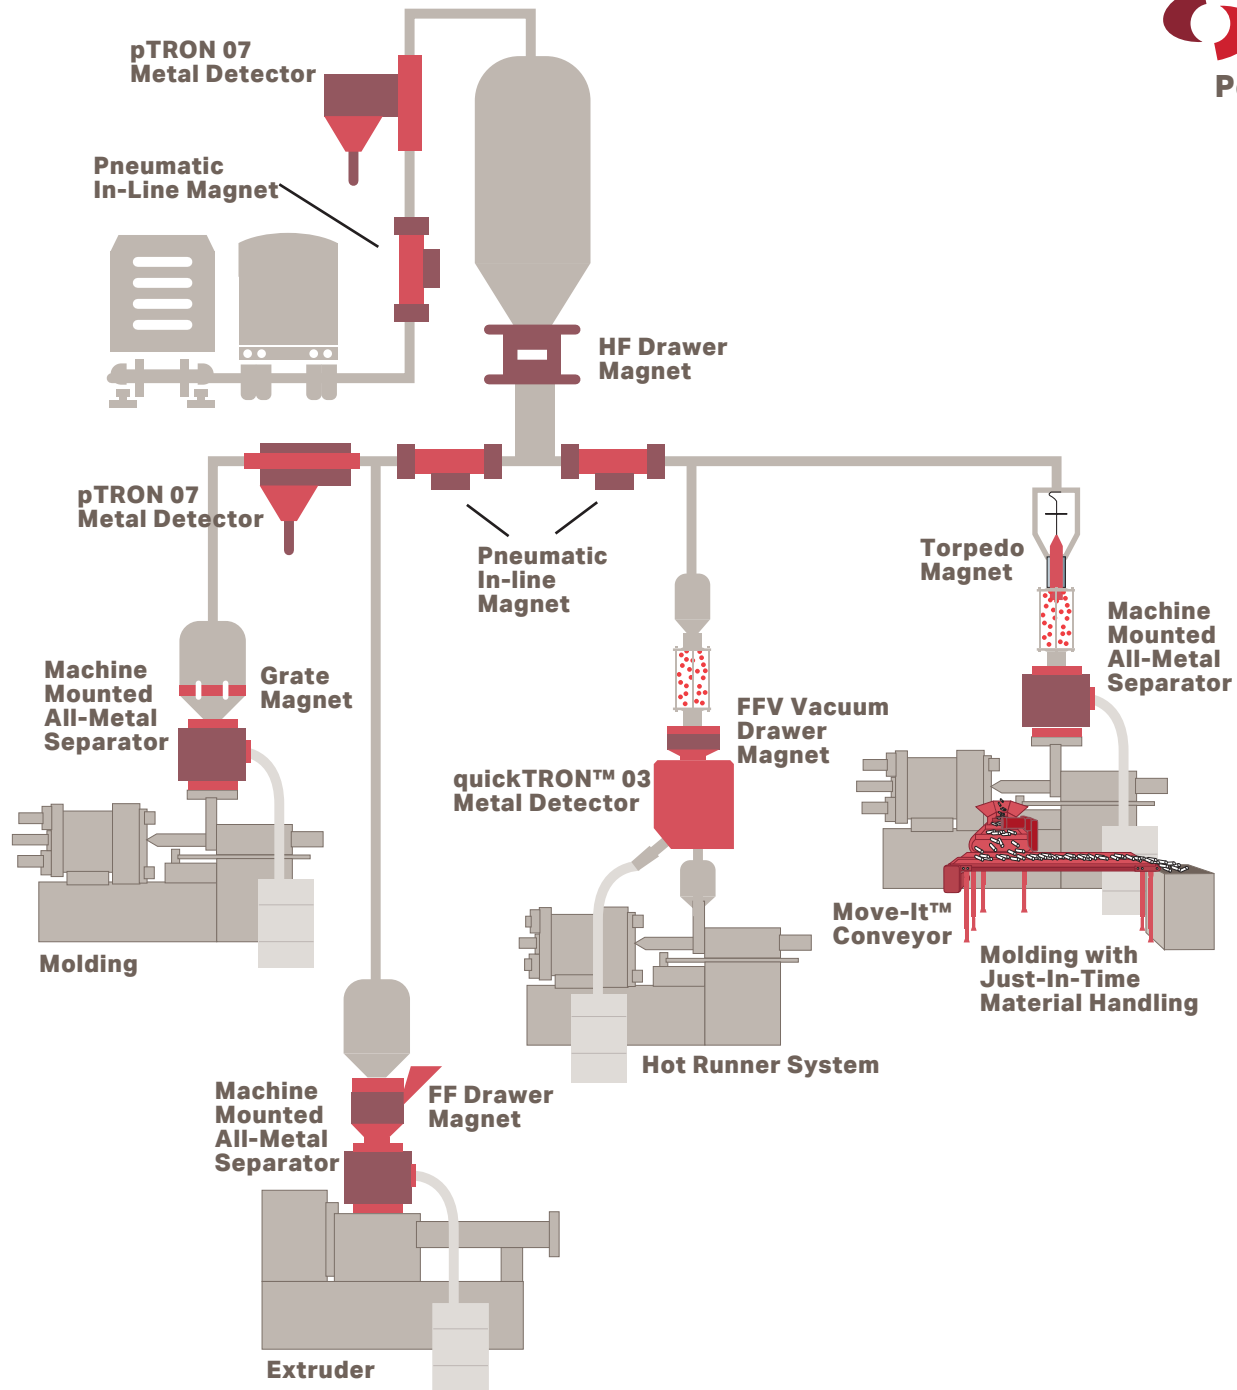 pTRON 07
Metal Detector
Pneumatic
In-Line Magnet
HF Drawer
Magnet
pTRON 07
Metal Detector
Pneumatic
In-line
Magnet
Torpedo
Magnet
Machine
Mounted
All-Metal
Separator
Machine
Mounted
All-Metal
Separator
Grate
Magnet
FFV Vacuum
Drawer
Magnet
quickTRON™ 03
Metal Detector
Move-It™
Conveyor
Molding
Molding with
Just-In-Time
Material Handling
Hot Runner System
Machine
Mounted
All-Metal
Separator
FF Drawer
Magnet
Extruder